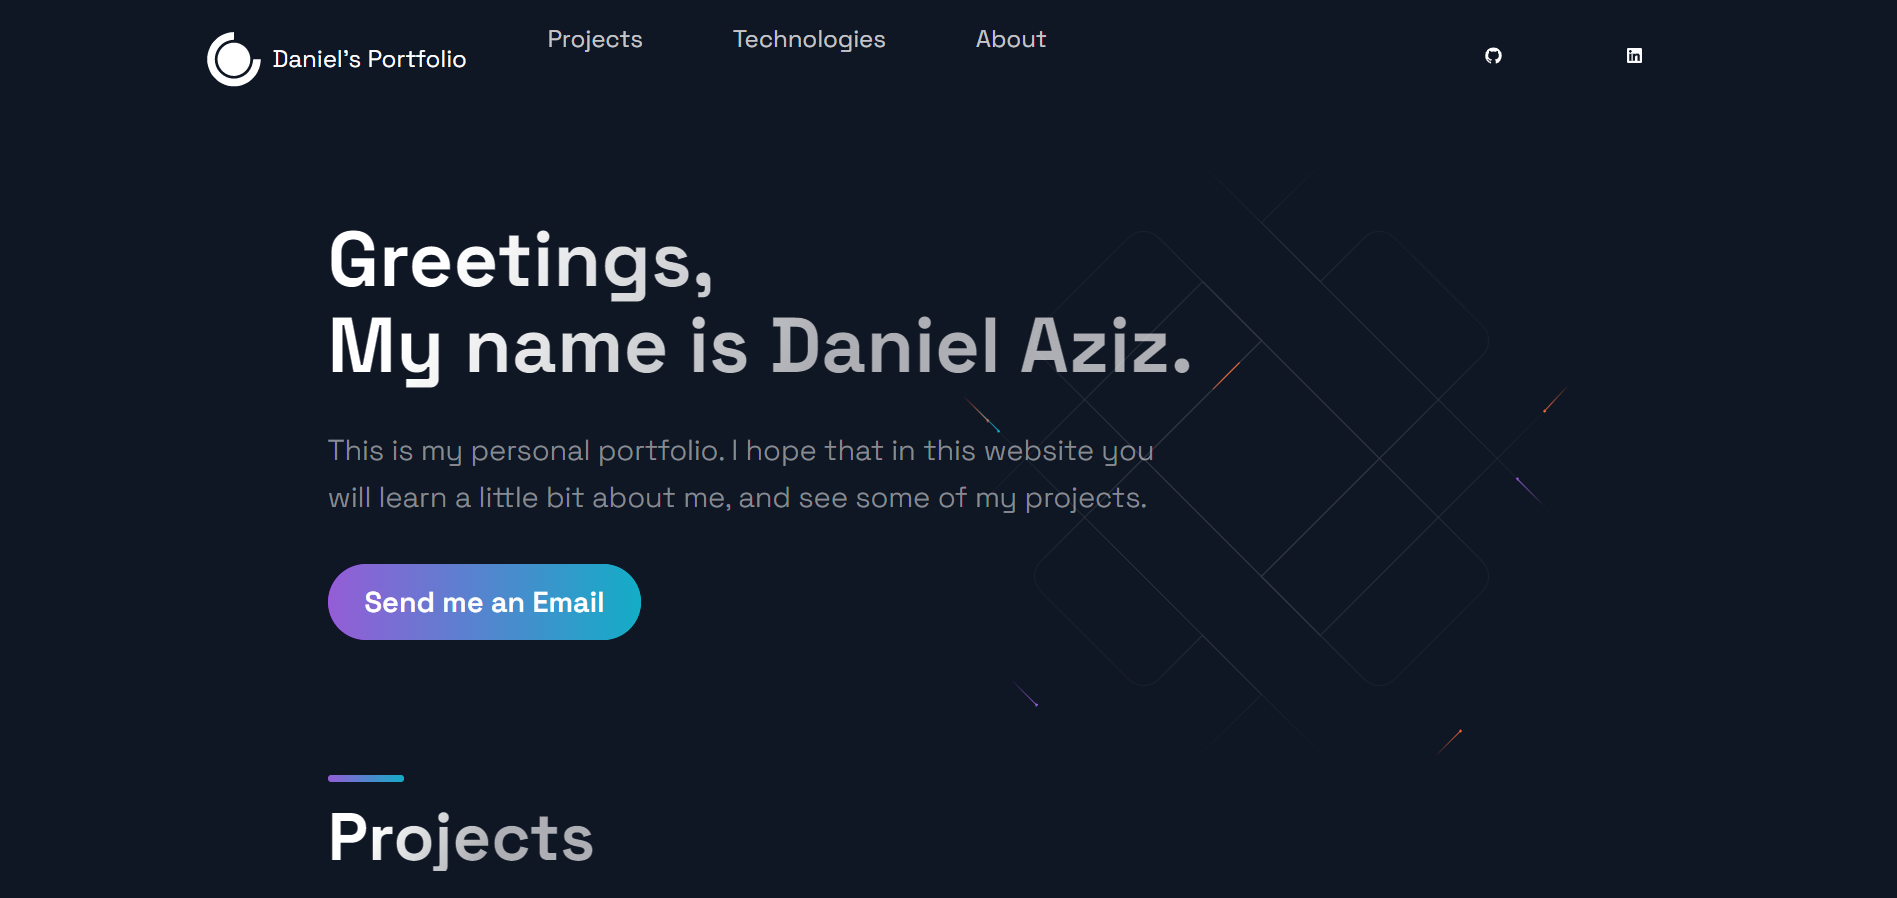 Daniel's Portfolio
Projects
Technologies
About
Greetings,
My name is Daniel Aziz.
This is my personal portfolio. I hope that in this website you
will learn a little bit about me, and see some of my projects.
Send me an Email
Projects